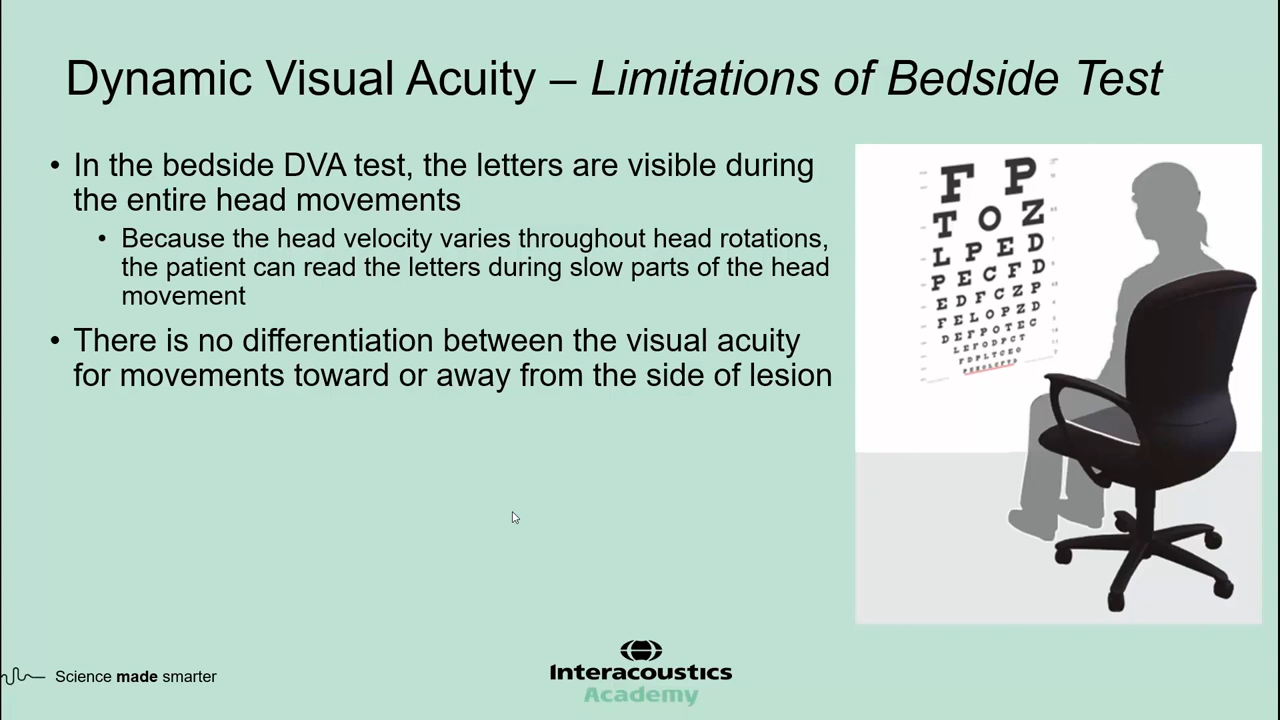 Dynamic Visual Acuity – Limitations of Bedside Test
• In the bedside DVA test, the letters are visible during
the entire head movements
• Because the head velocity varies throughout head rotations,
the patient can read the letters during slow parts of the head
movement
• There is no differentiation between the visual acuity
for movements toward or away from the side of lesion
F P
T O Z
L P E D
P E C F D
E D F C Z P
F E L O P Z D
D E F P O T E C
L E F O D P C T
F D P L T C E O
Science made smarter
Interacoustics
Academy